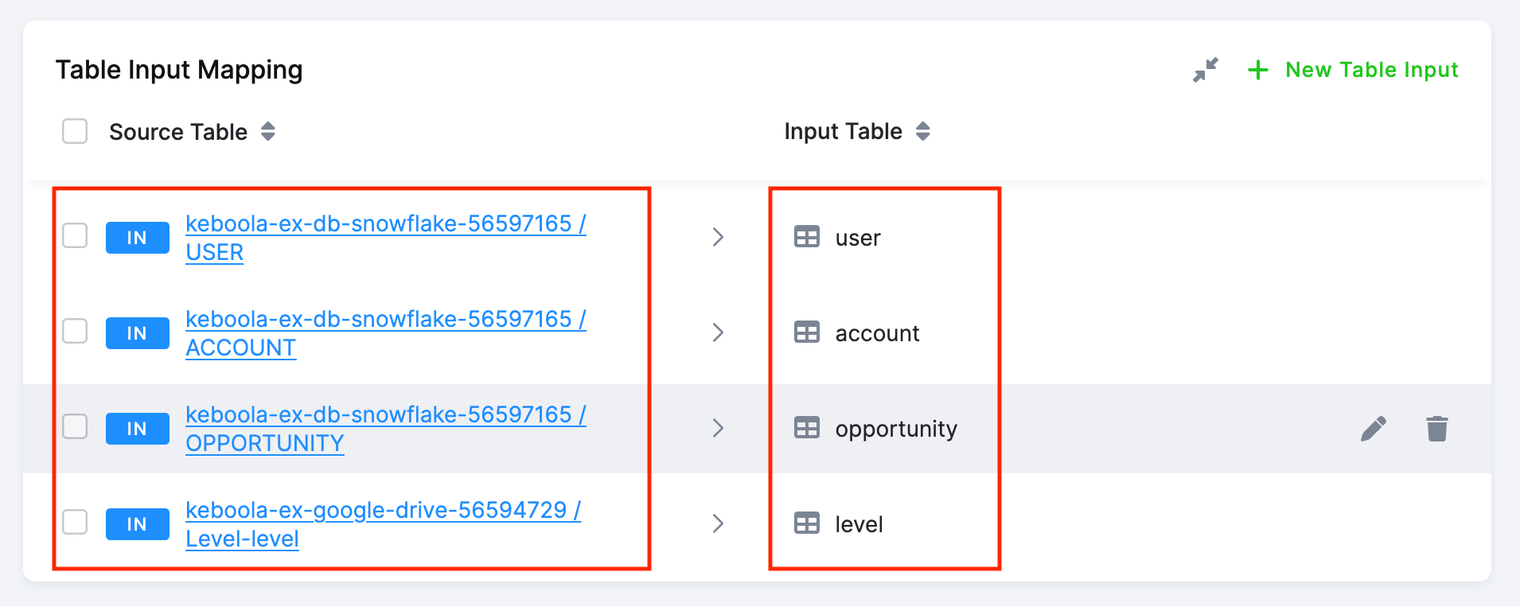 Table Input Mapping
New Table Input
Source Table
Input Table
IN
keboola-ex-db-snowflake-56597165 /
USER
user
IN
keboola-ex-db-snowflake-56597165 /
ACCOUNT
account
IN
keboola-ex-db-snowflake-56597165 /
OPPORTUNITY
opportunity
IN
keboola-ex-google-drive-56594729 /
Level-level
level